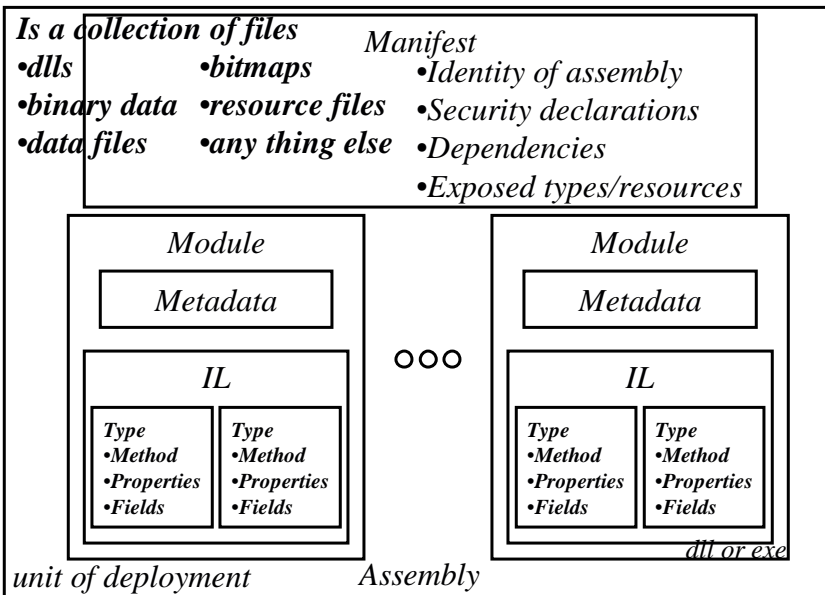 Is a collection of files
•dlls
•bitmaps
•binary data
•resource files
•data files
•any thing else
Manifest
•Identity of assembly
•Security declarations
•Dependencies
•Exposed types/resources
Module
Metadata
IL
Type
•Method
•Properties
•Fields
Type
•Method
•Properties
•Fields
Module
Metadata
IL
Type
•Method
•Properties
•Fields
Type
•Method
•Properties
•Fields
dll or exe
unit of deployment
Assembly